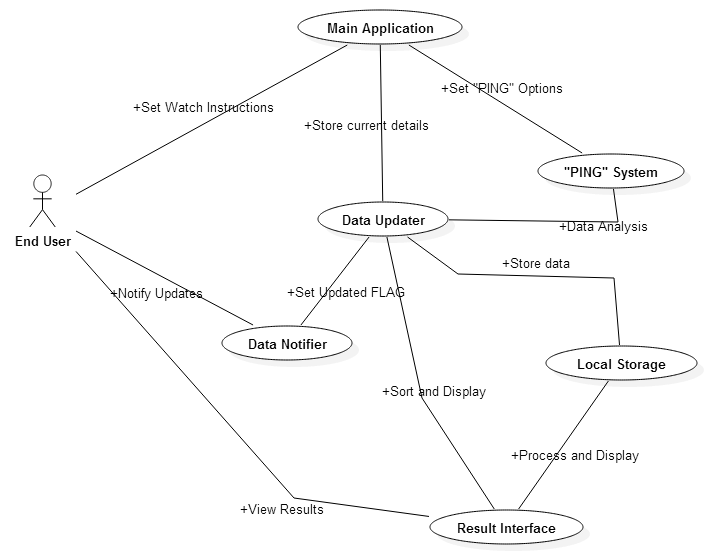 Main Application
+Set "PING" Options
+Set Watch Instructions
+Store current details
"PING" System
Data Updater
+Data Analysis
End User
+Store data
+Notify Updates
+Set Updated FLAG
Data Notifier
Local Storage
+Sort and Display
+Process and Display
+View Results
Result Interface